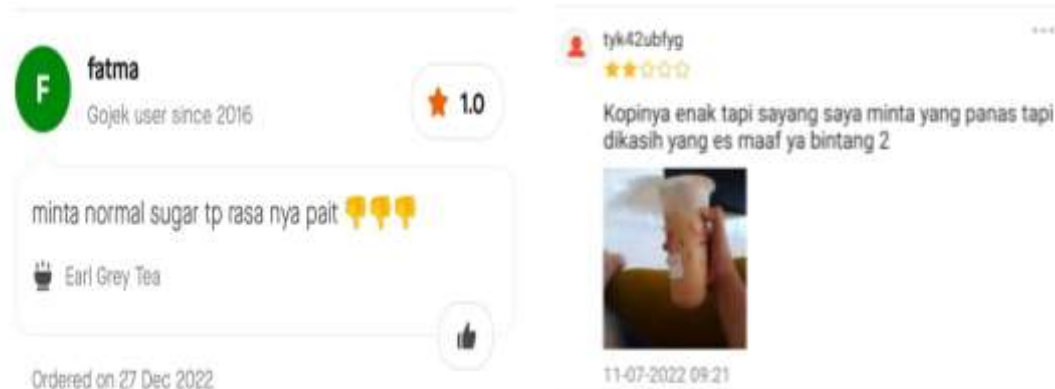 F
fatma
Gojek user since 2016
1.0
minta normal sugar tp rasa nya pait 👎👎👎
Earl Grey Tea
Ordered on 27 Dec 2022
tyk42ubfyg
Kopinya enak tapi sayang saya minta yang panas tapi
dikasih yang es maaf ya bintang 2
11-07-2022 09:21